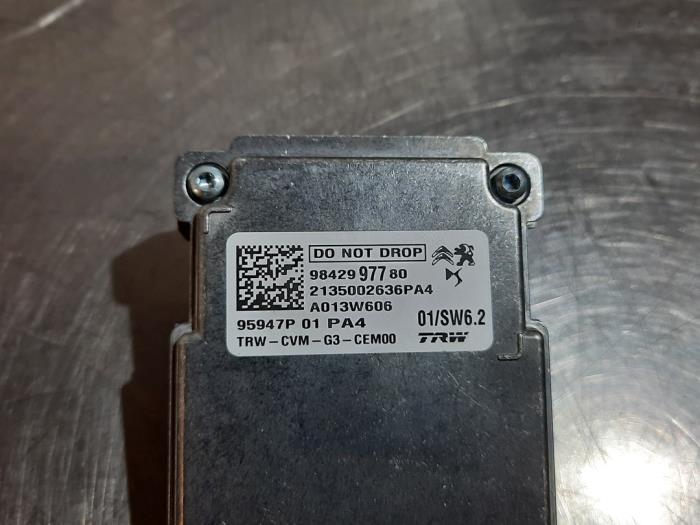 DO NOT DROP
98429 977 80
2135002636PA4
A013W606
95947P 01 PA4 01/SW6.2
TRW-CVM-G3-CEM00 TRW